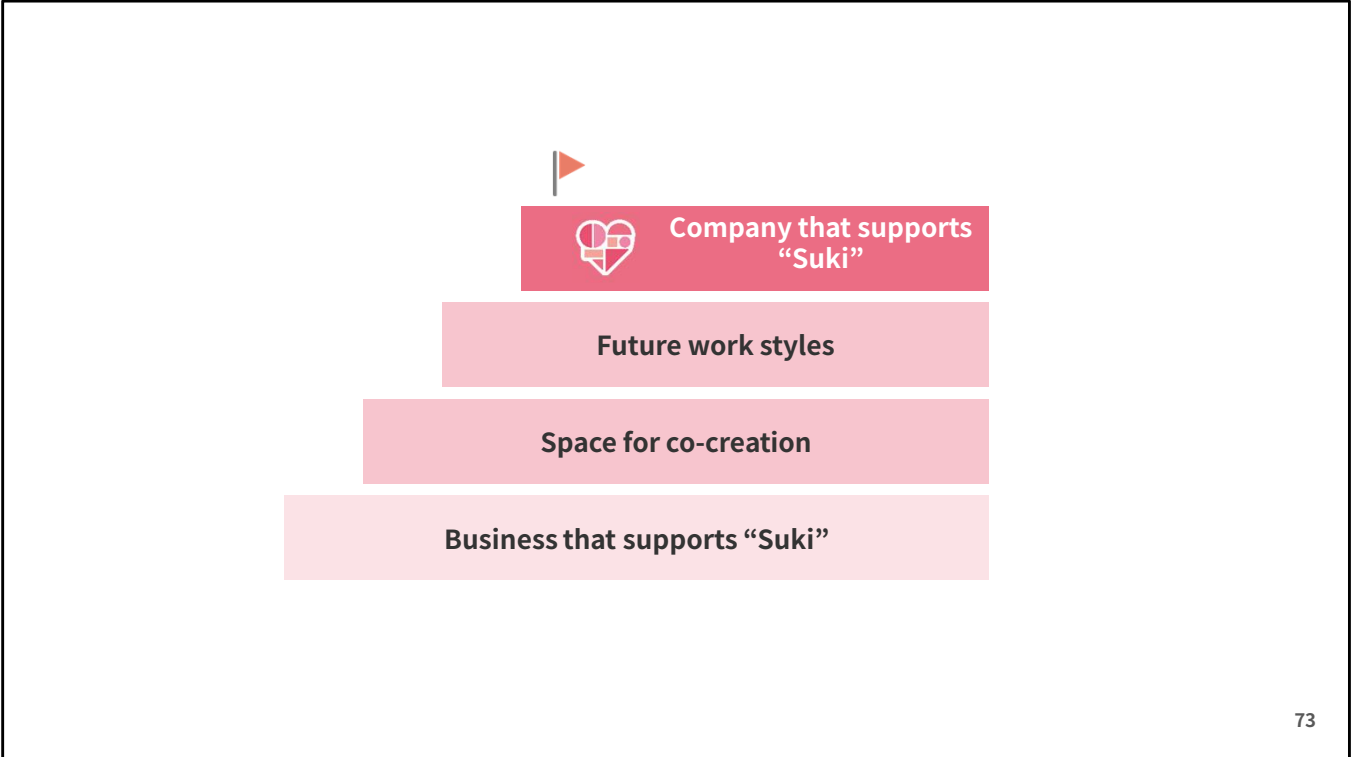 Company that supports
“Suki”
Future work styles
Space for co-creation
Business that supports “Suki”
73